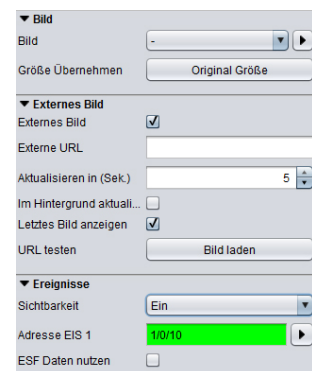 Bild
Bild -
Größe Übernehmen Original Größe
Externes Bild
Externes Bild
Externe URL
Aktualisieren in (Sek.) 5
Im Hintergrund aktuali...
Letztes Bild anzeigen
URL testen Bild laden
Ereignisse
Sichtbarkeit Ein
Adresse EIS 1 1/0/10
ESF Daten nutzen